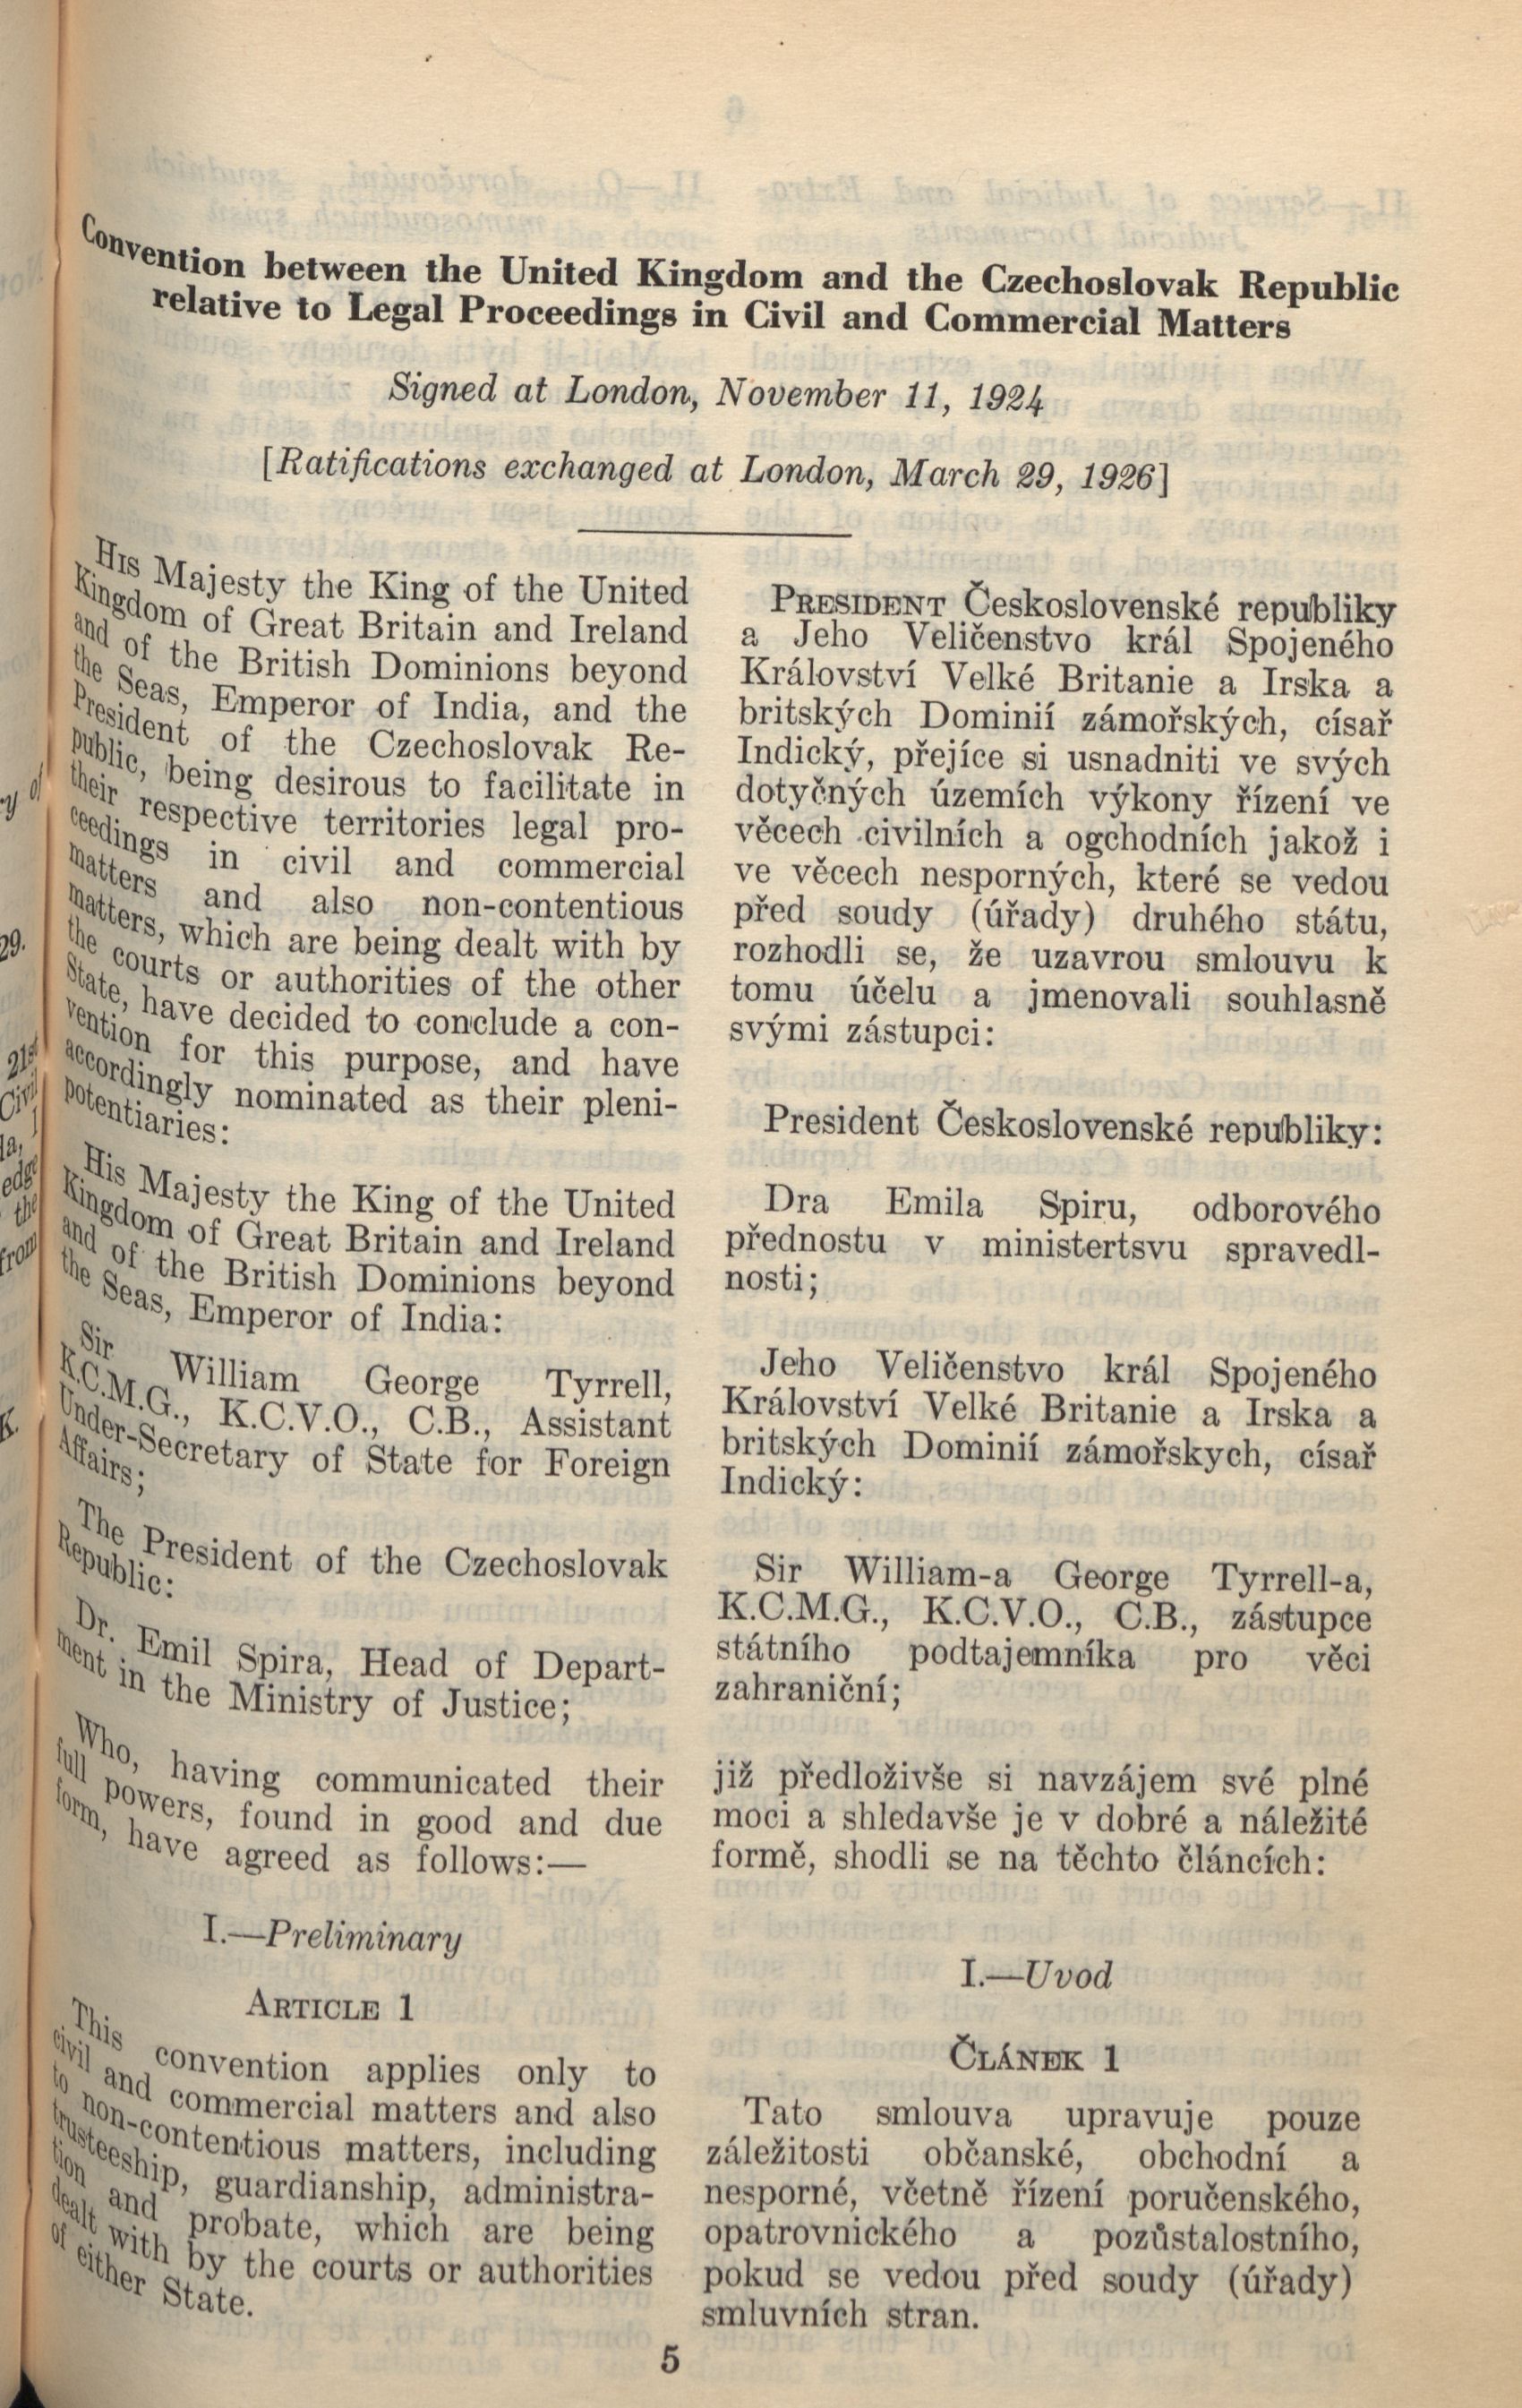 Convention between the United Kingdom and the Czechoslovak Republic
relative to Legal Proceedings in Civil and Commercial Matters
Signed at London, November 11, 1924
[Ratifications exchanged at London, March 29, 1926]
His Majesty the King of the United
Kingdom of Great Britain and Ireland
and of the British Dominions beyond
the Seas, Emperor of India, and the
President of the Czechoslovak Re-
public, being desirous to facilitate in
their respective territories legal pro-
ceedings in civil and commercial
matters and also non-contentious
matters, which are being dealt with by
the courts or authorities of the other
State, have decided to conclude a con-
vention for this purpose, and have
accordingly nominated as their pleni-
potentiaries:
His Majesty the King of the United
Kingdom of Great Britain and Ireland
and of the British Dominions beyond
the Seas, Emperor of India:
Sir William George Tyrrell,
K.C.M.G., K.C.V.O., C.B., Assistant
Under-Secretary of State for Foreign
Affairs;
The President of the Czechoslovak
Republic:
Dr. Emil Spira, Head of Depart-
ment in the Ministry of Justice;
Who, having communicated their
full powers, found in good and due
form, have agreed as follows:—
I.—Preliminary
ARTICLE 1
This convention applies only to
civil and commercial matters and also
to non-contentious matters, including
trusteeship, guardianship, administra-
tion and probate, which are being
dealt with by the courts or authorities
of either State.
PRESIDENT Československé republiky
a Jeho Veličenstvo král Spojeného
Království Velké Britanie a Irska a
britských Dominií zámořských, císař
Indický, přejíce si usnadniti ve svých
dotyčných územích výkony řízení ve
věcech civilních a ogchodních jakož i
ve věcech nesporných, které se vedou
před soudy (úřady) druhého státu,
rozhodli se, že uzavrou smlouvu k
tomu účelu a jmenovali souhlasně
svými zástupci:
President Československé republiky:
Dra Emila Spiru, odborového
přednostu v ministertsvu spravedl-
nosti;
Jeho Veličenstvo král Spojeného
Království Velké Britanie a Irska a
britských Dominií zámořskych, císař
Indický:
Sir William-a George Tyrrell-a,
K.C.M.G., K.C.V.O., C.B., zástupce
státního podtajemníka pro věci
zahraniční;
již předloživše si navzájem své plné
moci a shledavše je v dobré a náležité
formě, shodli se na těchto článcích:
I.—Uvod
ČLÁNEK 1
Tato smlouva upravuje pouze
záležitosti občanské, obchodní a
nesporné, včetně řízení poručenského,
opatrovnického a pozůstalostního,
pokud se vedou před soudy (úřady)
smluvních stran.
5